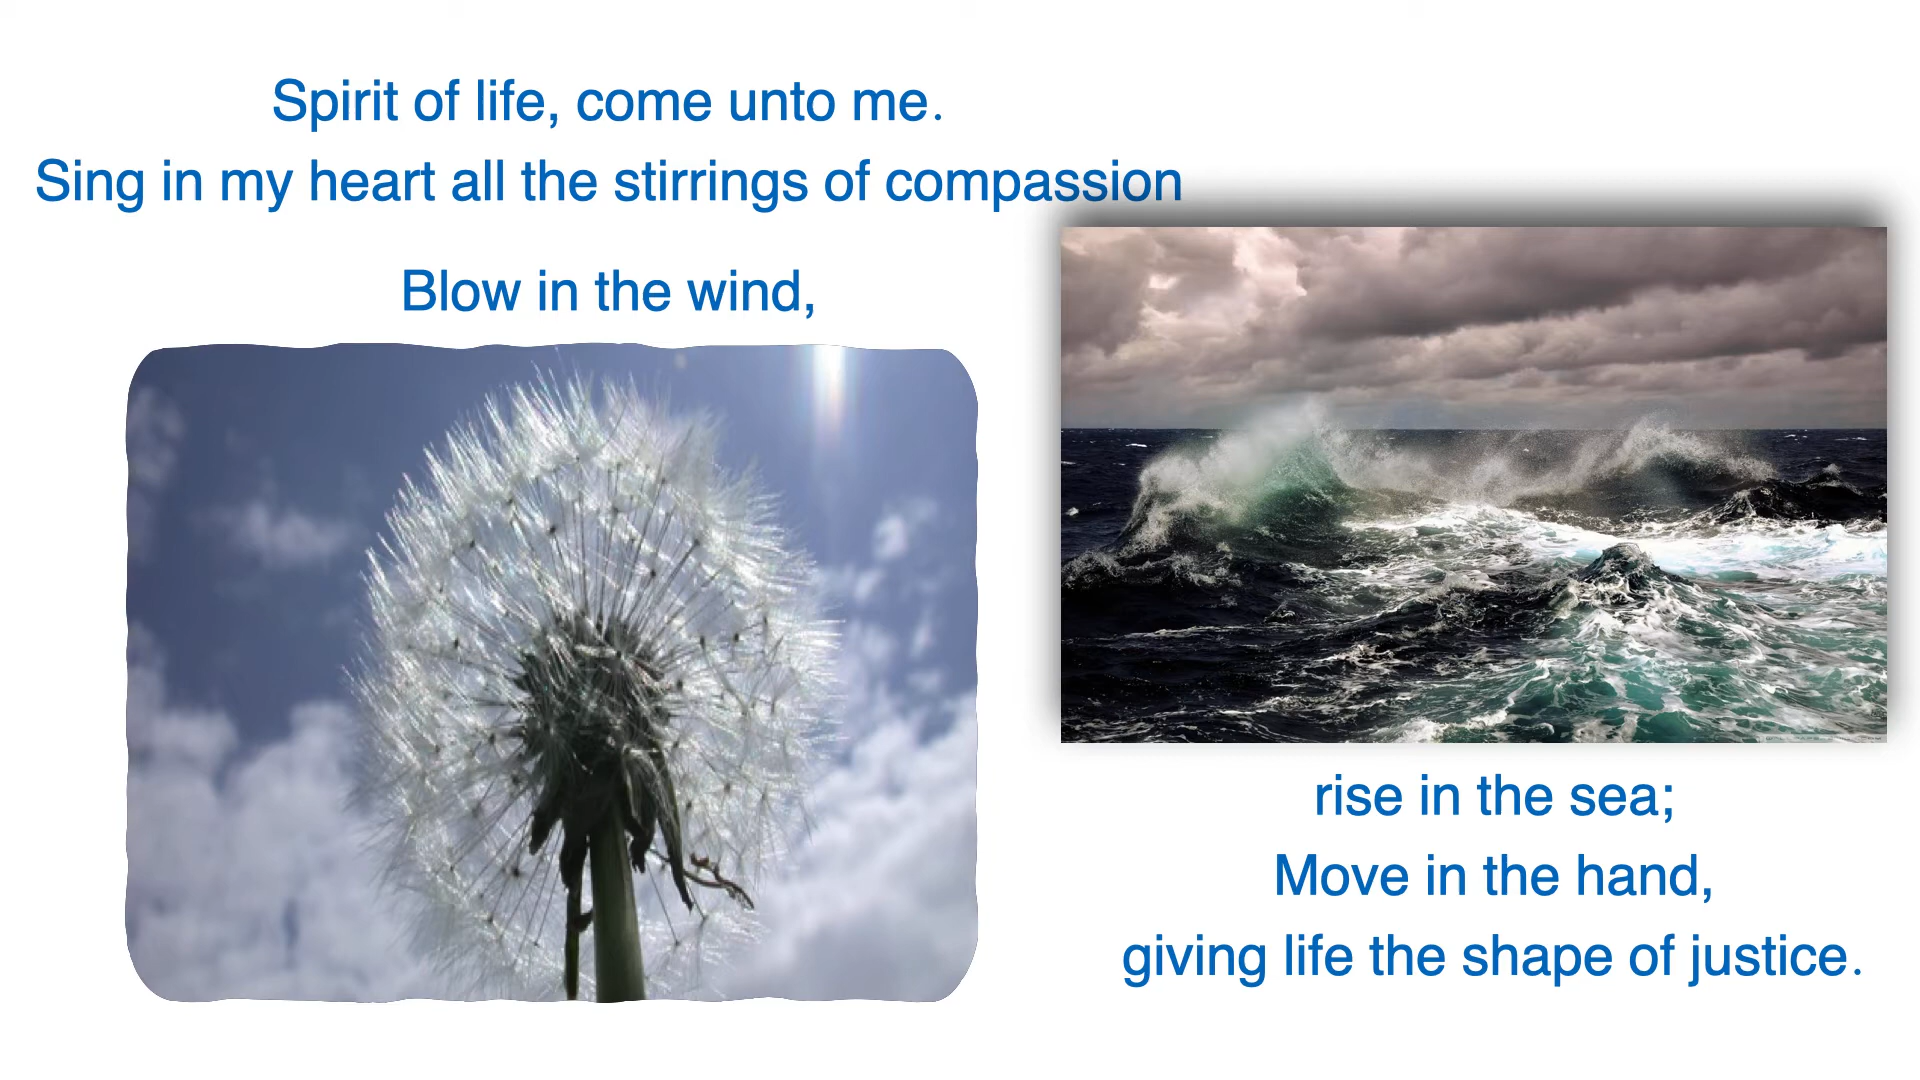 Spirit of life, come unto me.
Sing in my heart all the stirrings of compassion
Blow in the wind,
rise in the sea;
Move in the hand,
giving life the shape of justice.